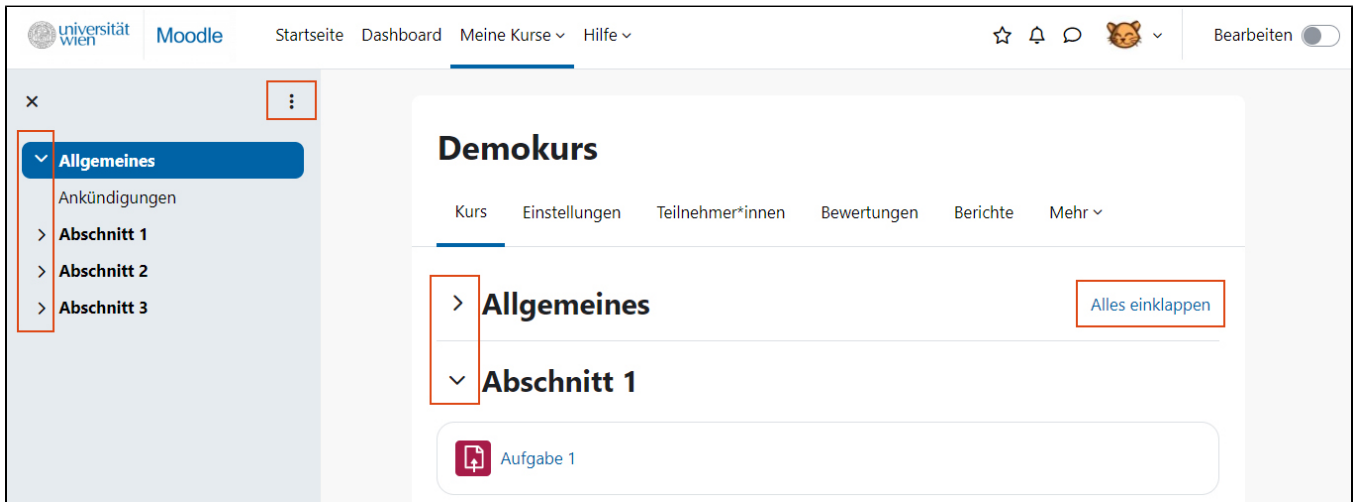 universität
wien
Moodle
Startseite Dashboard Meine Kurse Hilfe
Bearbeiten
Allgemeines
Ankündigungen
Abschnitt 1
Abschnitt 2
Abschnitt 3
Demokurs
Kurs Einstellungen Teilnehmer*innen Bewertungen Berichte Mehr
Allgemeines
Alles einklappen
Abschnitt 1
Aufgabe 1